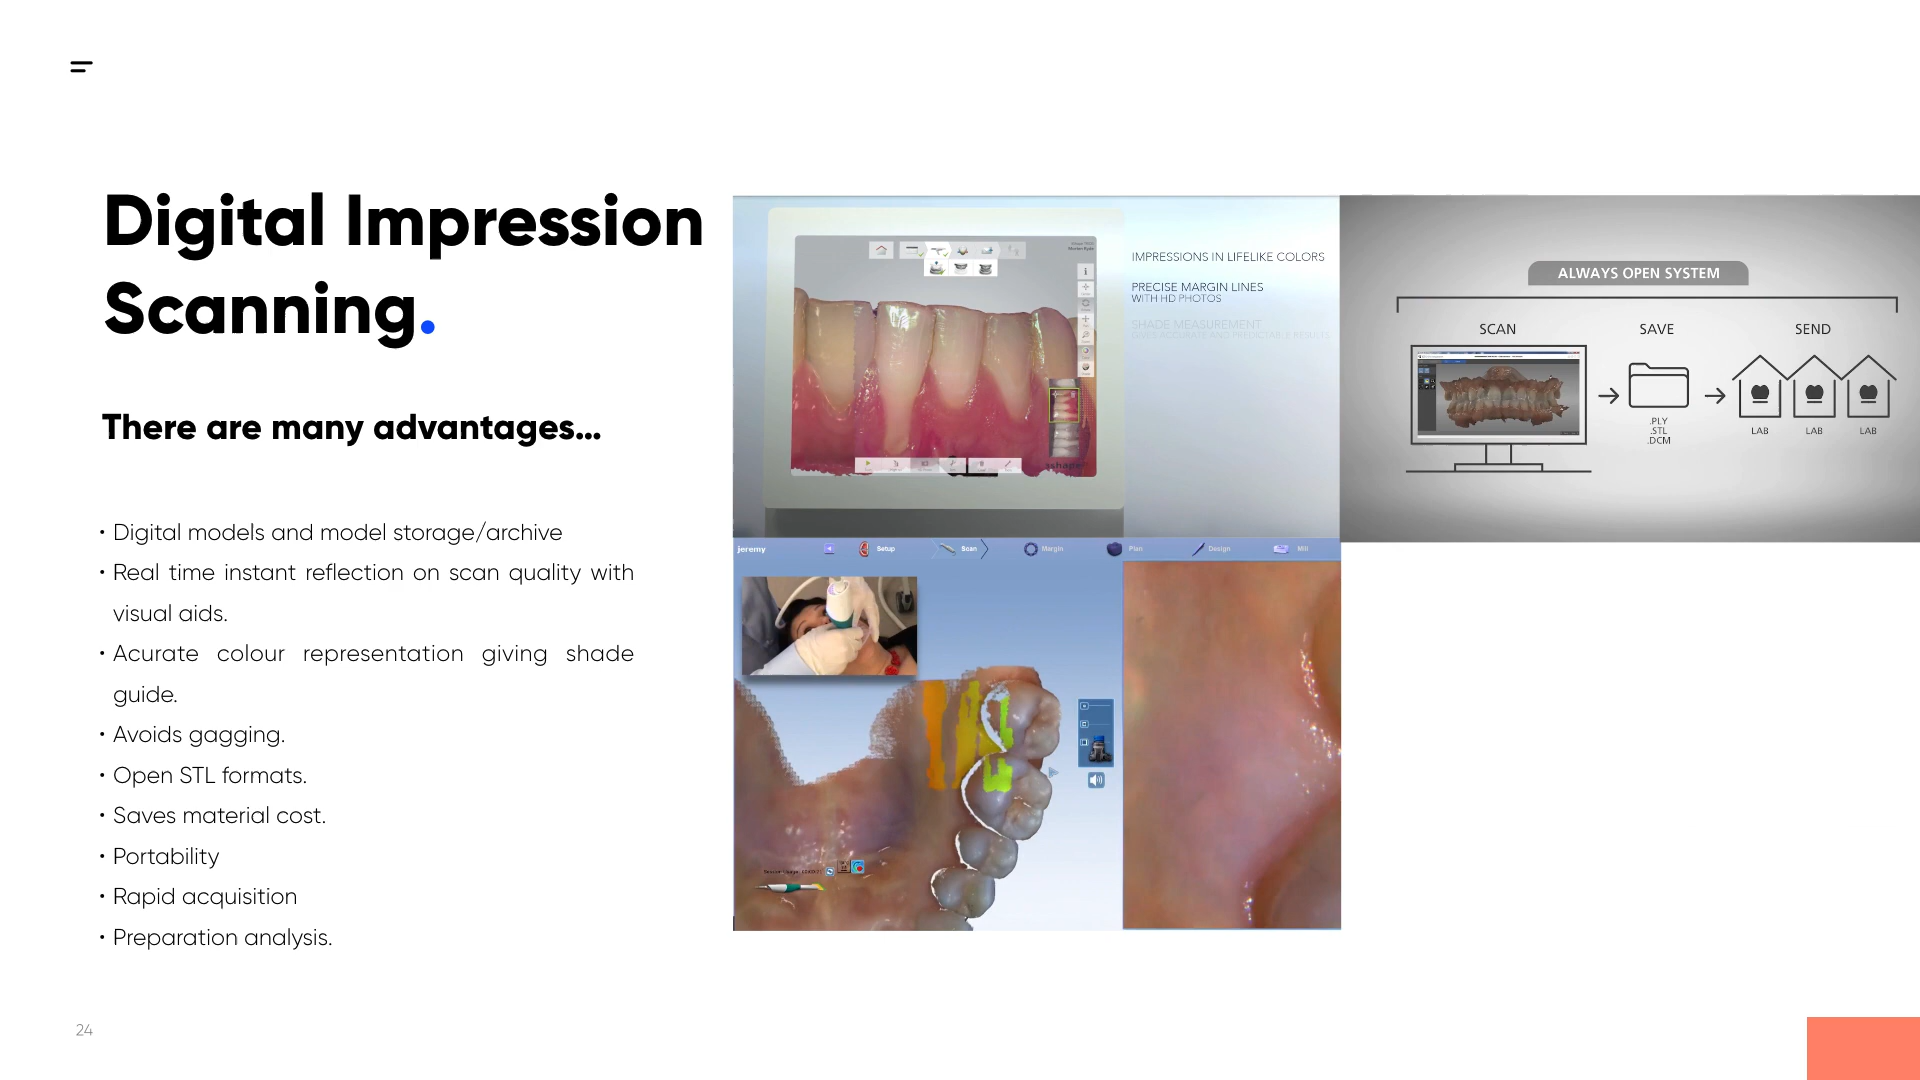 Digital Impression
Scanning.
There are many advantages...
• Digital models and model storage/archive
• Real time instant reflection on scan quality with
visual aids.
• Acurate colour representation giving shade
guide.
• Avoids gagging.
• Open STL formats.
• Saves material cost.
• Portability
• Rapid acquisition
• Preparation analysis.
IMPRESSIONS IN LIFELIKE COLORS
PRECISE MARGIN LINES
WITH HD PHOTOS
SHADE MEASUREMENT
ALWAYS OPEN SYSTEM
SCAN SAVE SEND
.PLY
.STL
.DCM
LAB LAB LAB
jeremy Setup Scan Margin Plan Design Mill
24